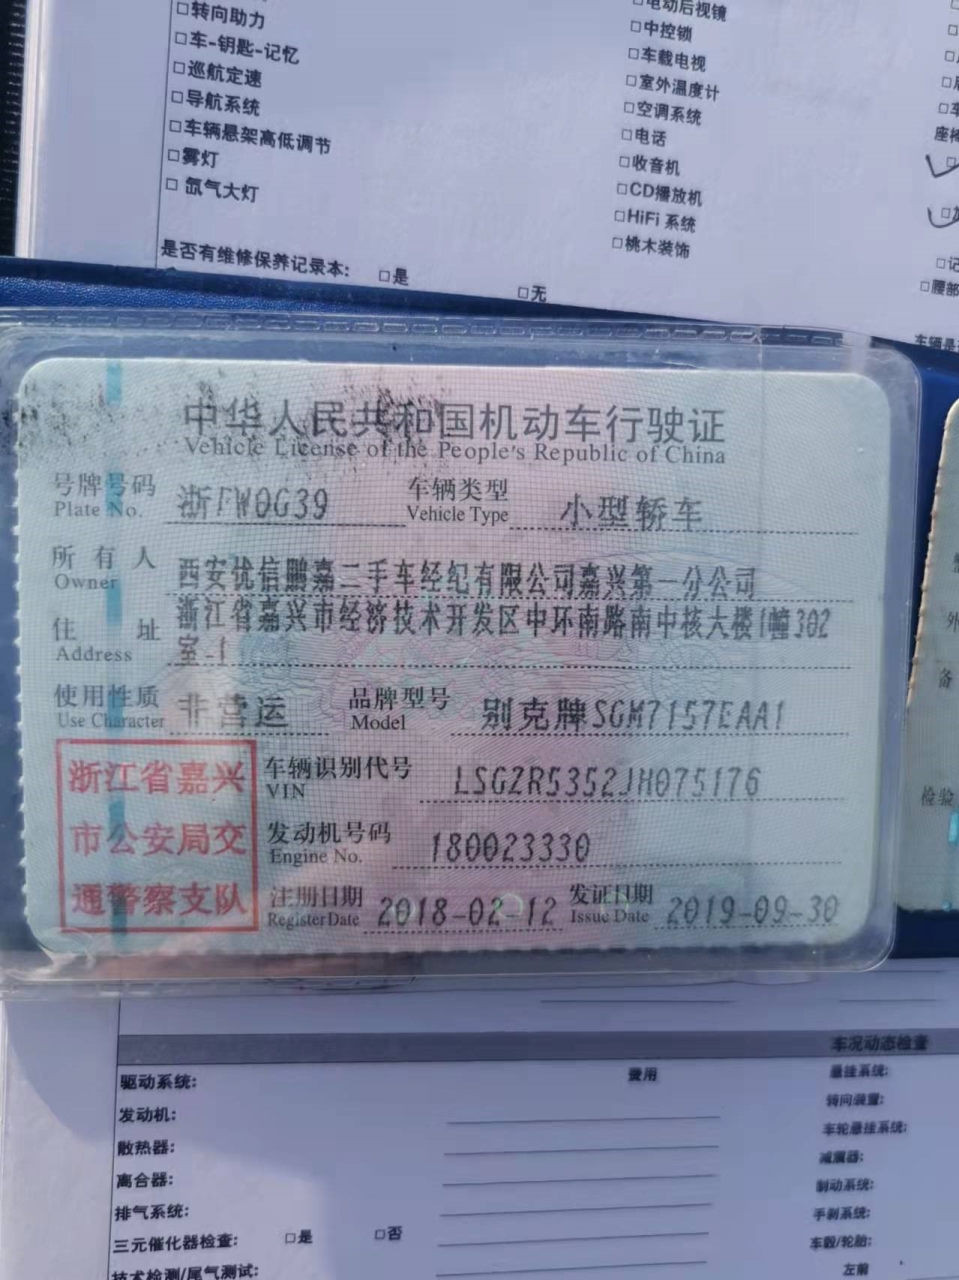 □转向助力
□车-钥匙-记忆
□巡航定速
□导航系统
□车辆悬架高低调节
□雾灯
□ 氙气大灯
是否有维修保养记录本: □是 □无
电动后视镜
□中控锁
□车载电视
□室外温度计
□空调系统
□电话
□收音机
□CD播放机
□HiFi 系统
□桃木装饰
中华人民共和国机动车行驶证
Vehicle License of the People's Republic of China
号牌号码 浙FW0G39 车辆类型 小型轿车
Plate No. Vehicle Type
所有人 西安优信鹏嘉二手车经纪有限公司嘉兴第一分公司
Owner
住址 浙江省嘉兴市经济技术开发区中环南路南中核大楼1幢302
Address 室-1
使用性质 非营运 品牌型号 别克牌SGM7157EAA1
Use Character Model
浙江省嘉兴
市公安局交
通警察支队
车辆识别代号 LSGZR5352JH075176
VIN
发动机号码 180023330
Engine No.
注册日期 2018-02-12 发证日期 2019-09-30
Register Date Issue Date
检验
车况动态检查
驱动系统: 费用
发动机:
散热器:
离合器:
排气系统:
三元催化器检查: □是 □否
技术检测/尾气测试:
悬挂系统:
转向装置:
车轮悬挂系统:
减震器:
制动系统:
手刹系统:
车毂/轮胎:
左前